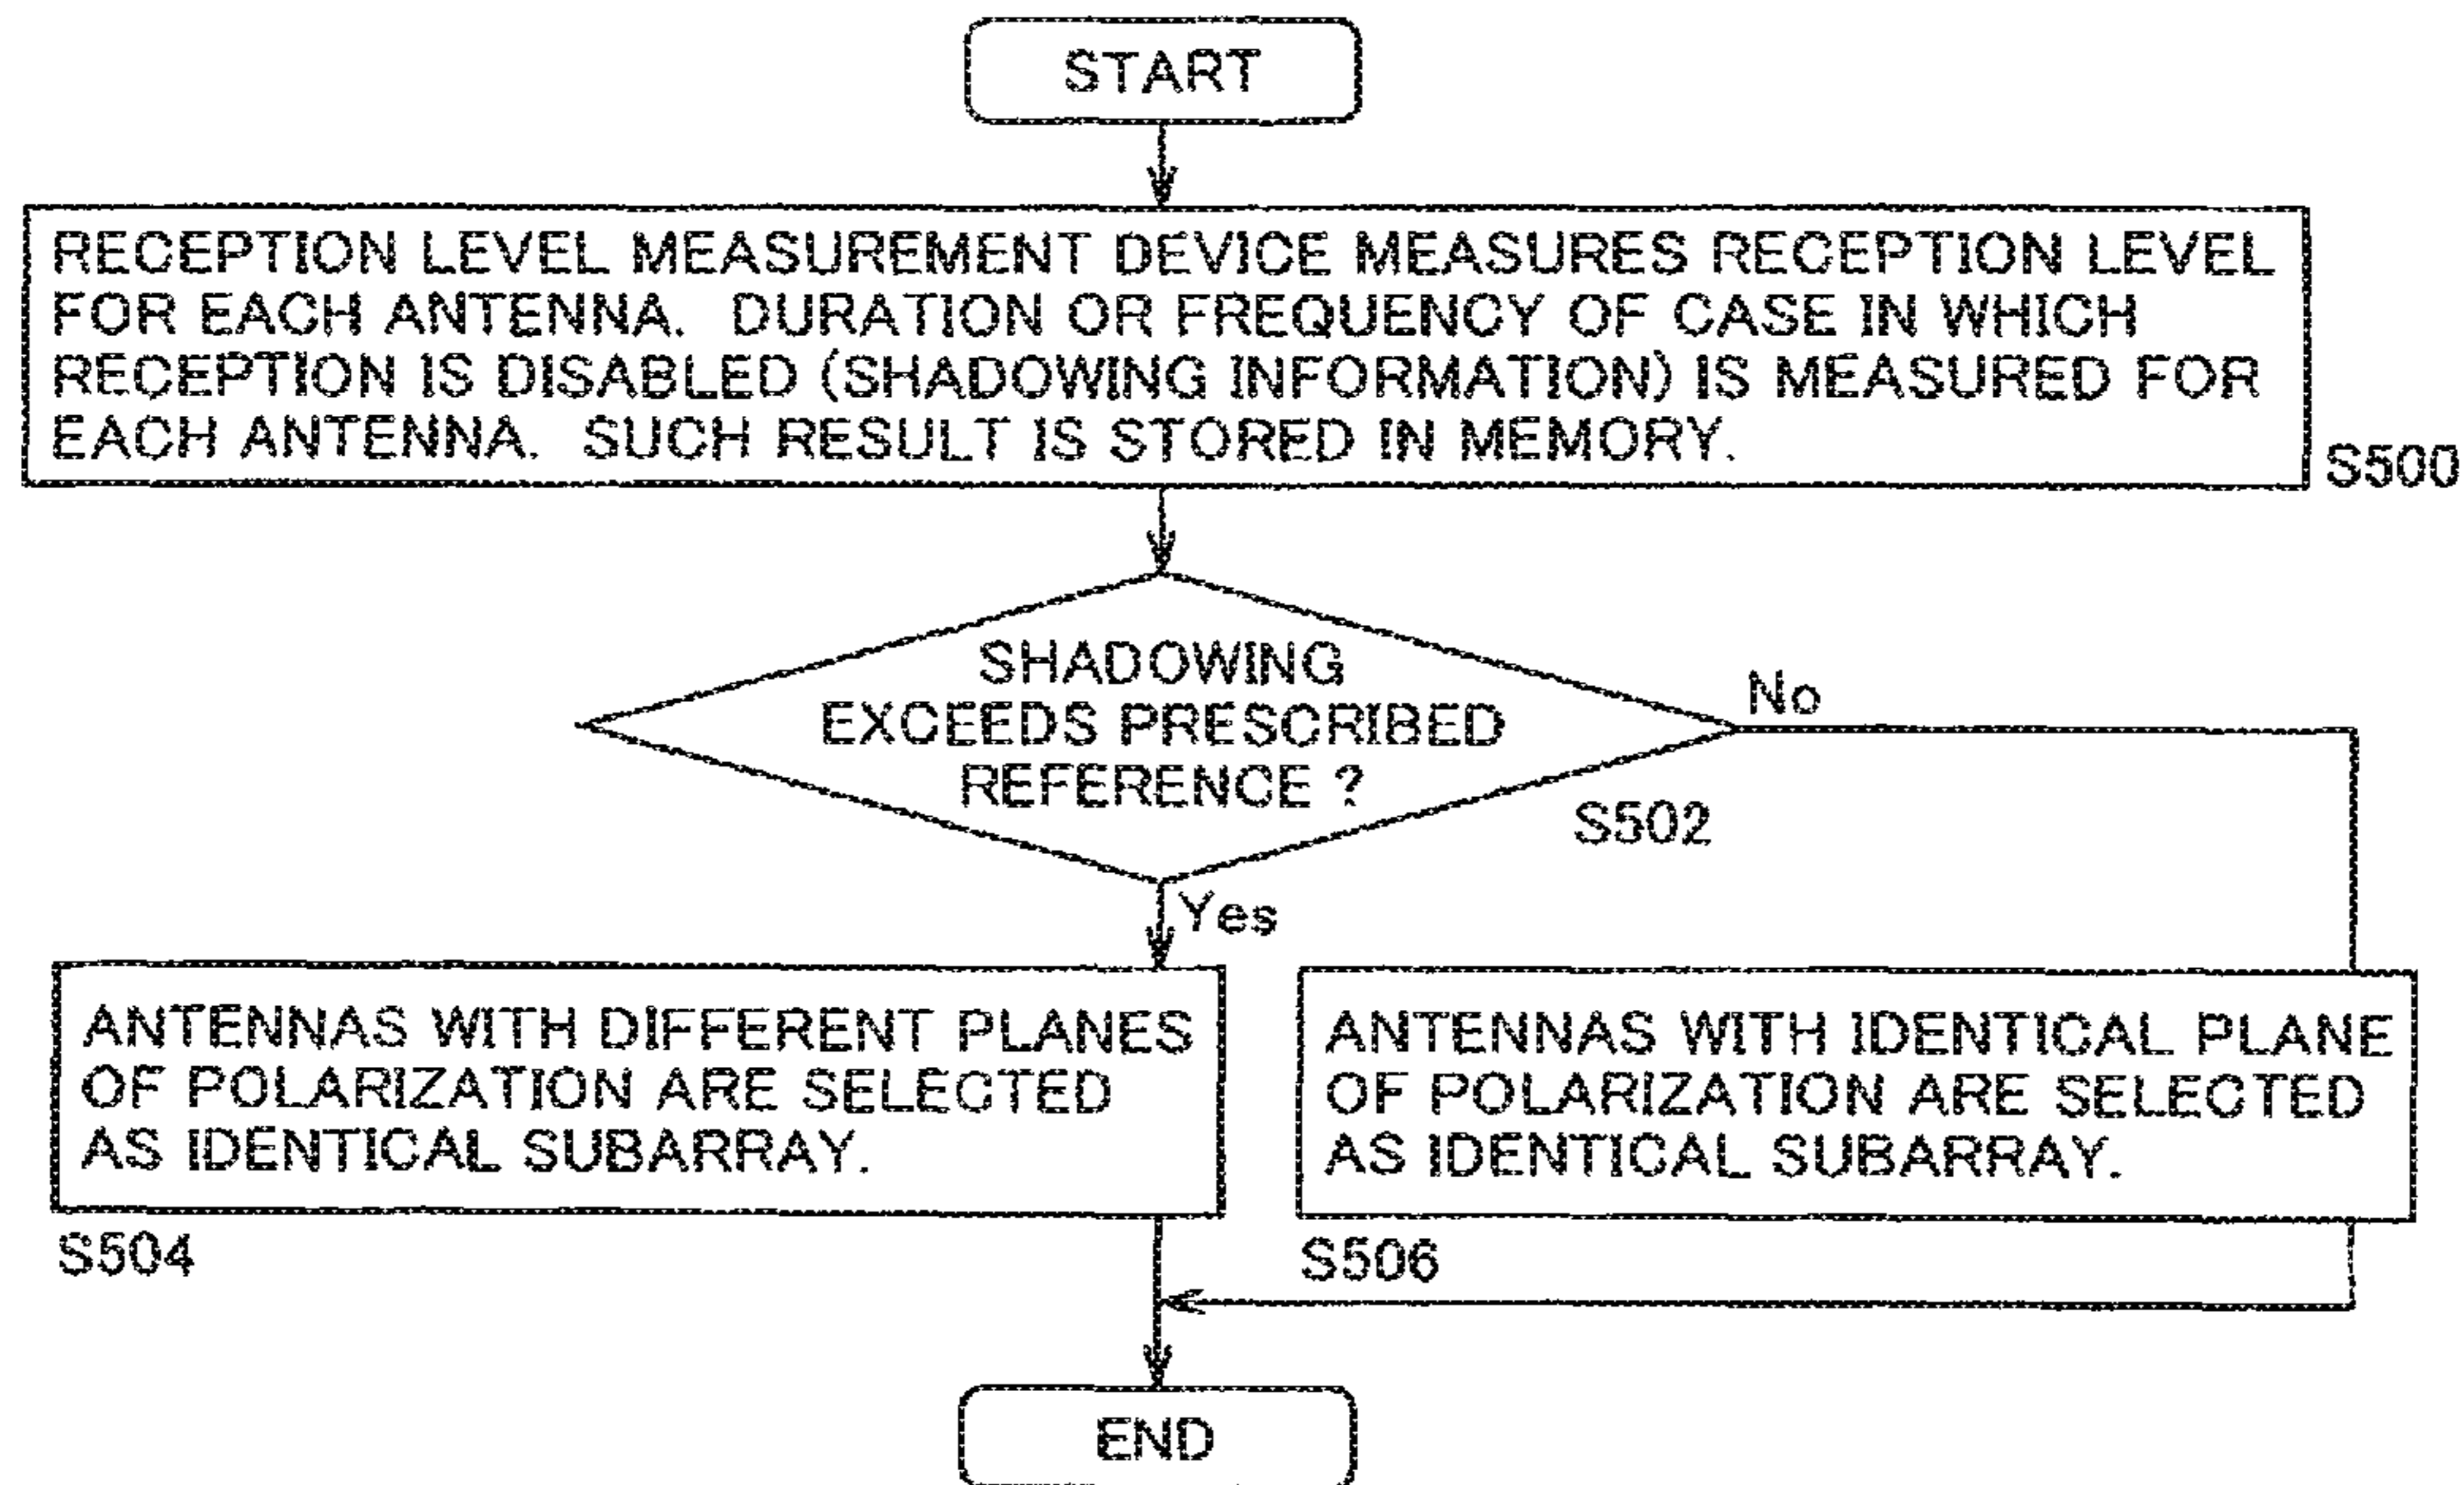 START
RECEPTION LEVEL MEASUREMENT DEVICE MEASURES RECEPTION LEVEL
FOR EACH ANTENNA. DURATION OR FREQUENCY OF CASE IN WHICH
RECEPTION IS DISABLED (SHADOWING INFORMATION) IS MEASURED FOR
EACH ANTENNA. SUCH RESULT IS STORED IN MEMORY.
S500
SHADOWING
EXCEEDS PRESCRIBED
REFERENCE ?
No
S502
Yes
ANTENNAS WITH DIFFERENT PLANES
OF POLARIZATION ARE SELECTED
AS IDENTICAL SUBARRAY.
S504
ANTENNAS WITH IDENTICAL PLANE
OF POLARIZATION ARE SELECTED
AS IDENTICAL SUBARRAY.
S506
END